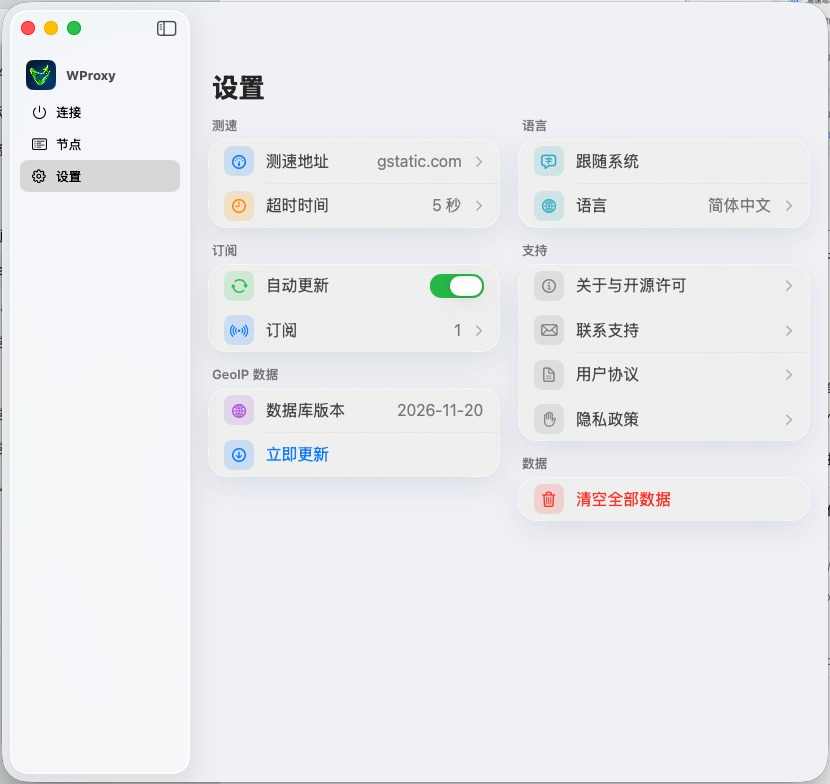 WProxy
连接
节点
设置
设置
测速
测速地址 gstatic.com
超时时间 5 秒
订阅
自动更新
订阅 1
GeoIP 数据
数据库版本 2026-11-20
立即更新
语言
跟随系统
语言 简体中文
支持
关于与开源许可
联系支持
用户协议
隐私政策
数据
清空全部数据